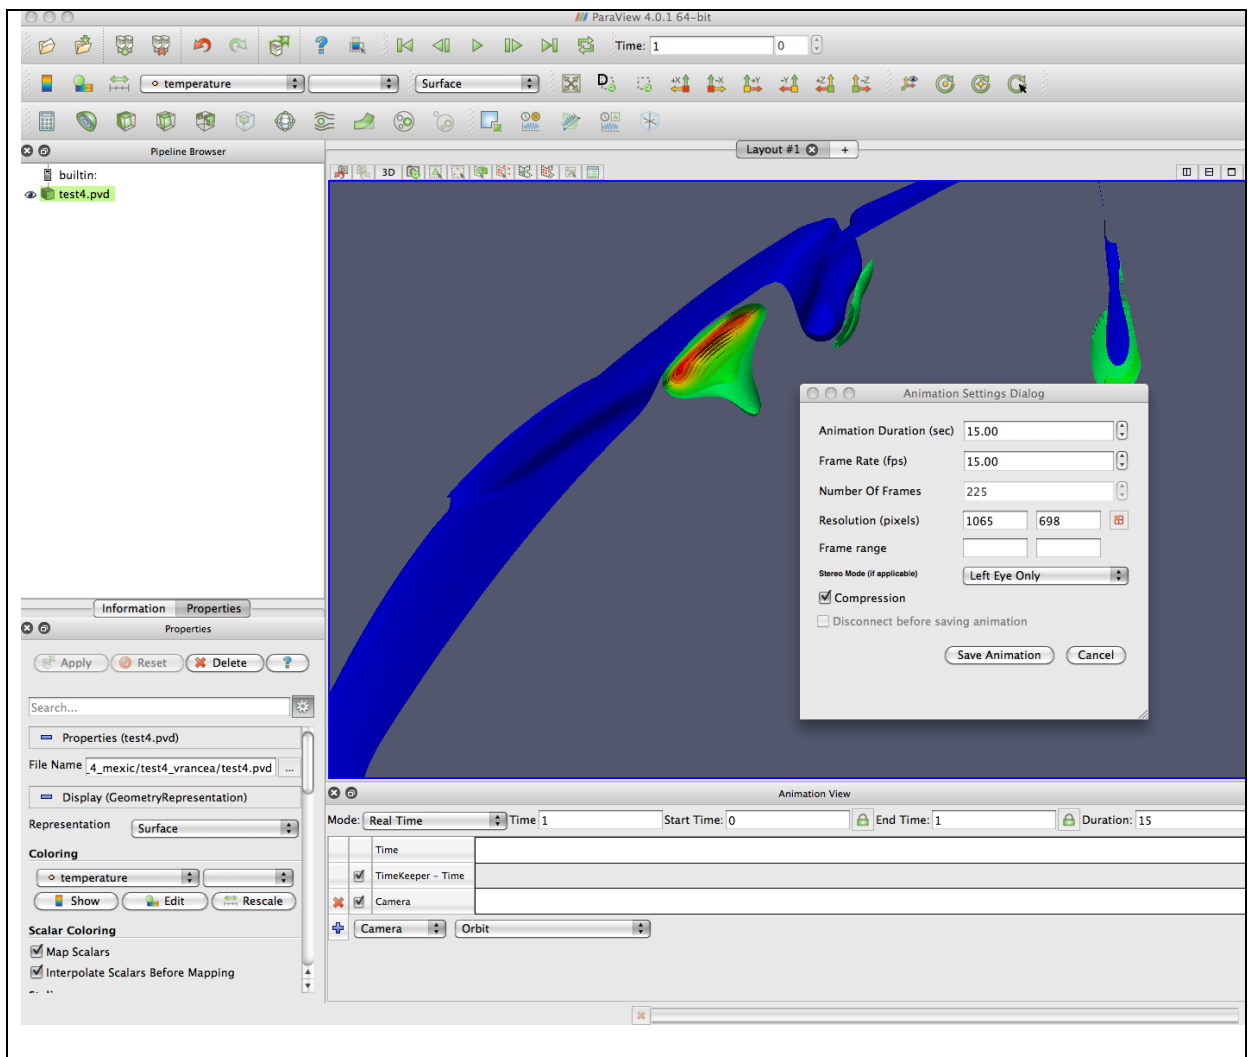 ParaView 4.0.1 64-bit
Time: 1 0
temperature Surface
Pipeline Browser
Layout #1 +
builtin:
test4.pvd
3D
Animation Settings Dialog
Animation Duration (sec) 15.00
Frame Rate (fps) 15.00
Number Of Frames 225
Resolution (pixels) 1065 698
Frame range
Stereo Mode (if applicable) Left Eye Only
Compression
Disconnect before saving animation
Save Animation Cancel
Information Properties
Properties
Apply Reset Delete ?
Search...
Properties (test4.pvd)
File Name _4_mexic/test4_vrancea/test4.pvd ...
Display (GeometryRepresentation)
Representation Surface
Coloring
temperature
Show Edit Rescale
Scalar Coloring
Map Scalars
Interpolate Scalars Before Mapping
Animation View
Mode: Real Time Time 1 Start Time: 0 End Time: 1 Duration: 15
Time
TimeKeeper - Time
Camera
Camera Orbit